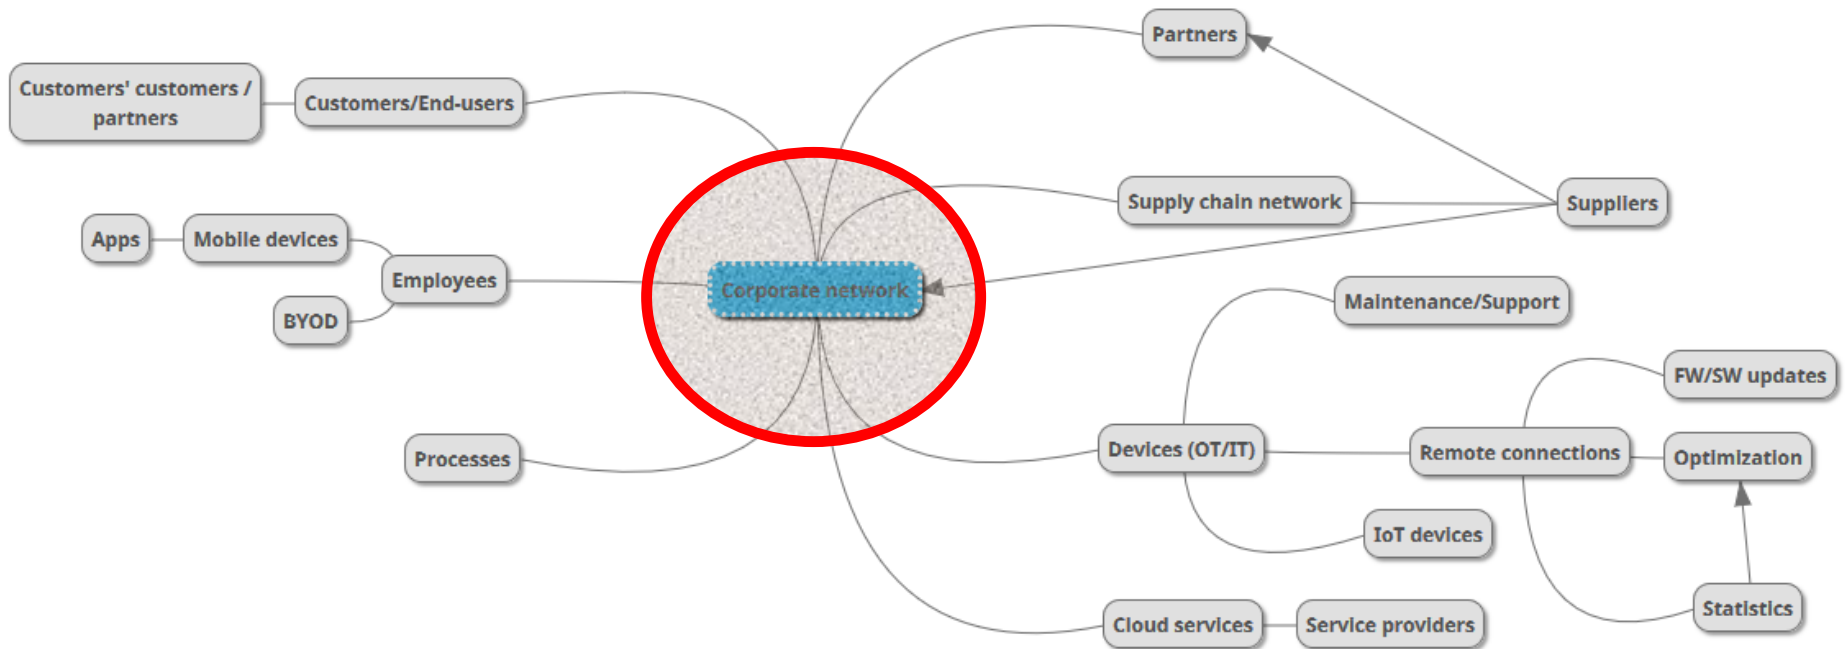 Partners
Customers' customers /
partners
Customers/End-users
Supply chain network
Suppliers
Apps
Mobile devices
Employees
BYOD
Corporate network
Maintenance/Support
FW/SW updates
Processes
Devices (OT/IT)
Remote connections
Optimization
IoT devices
Statistics
Cloud services
Service providers